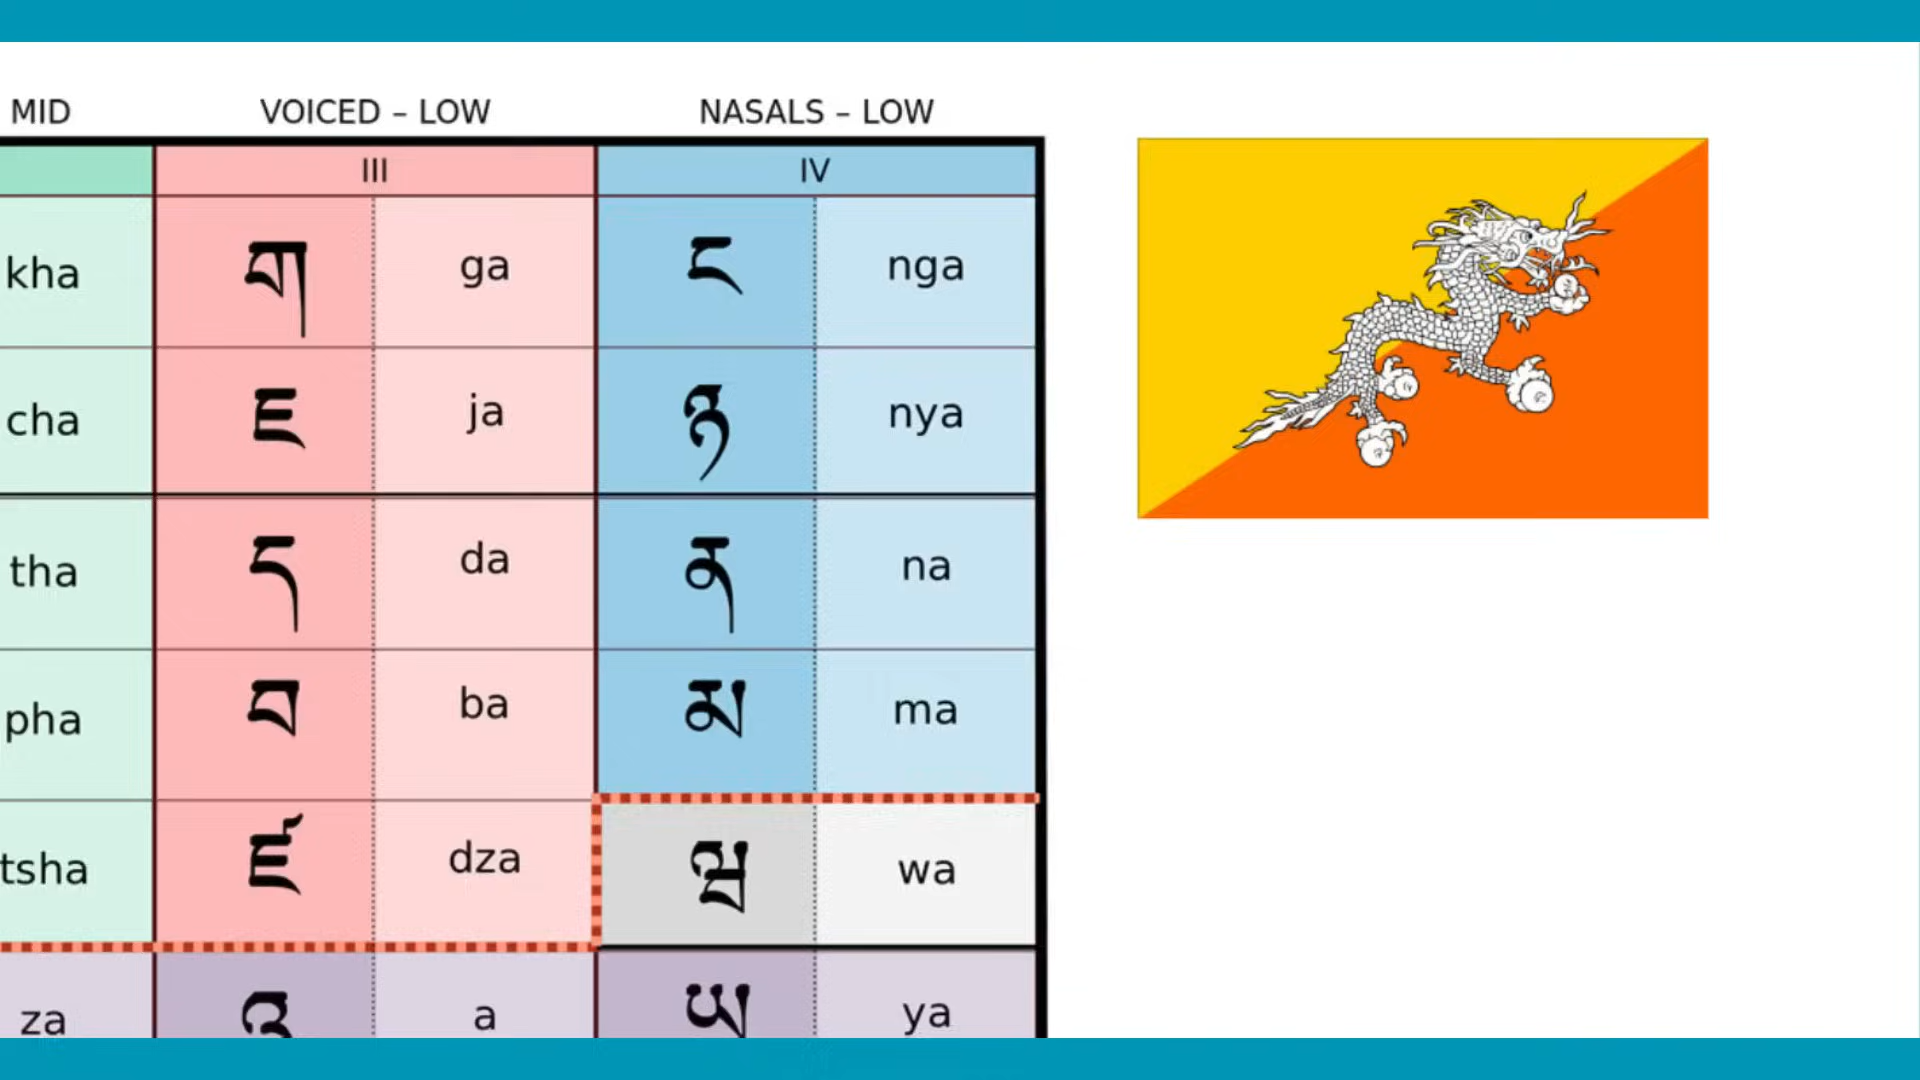 MID VOICED – LOW NASALS – LOW
III IV
kha ག ga ང nga
cha ཇ ja ཉ nya
tha ད da ན na
pha བ ba མ ma
tsha ཛ dza ཝ wa
za འ a ཡ ya